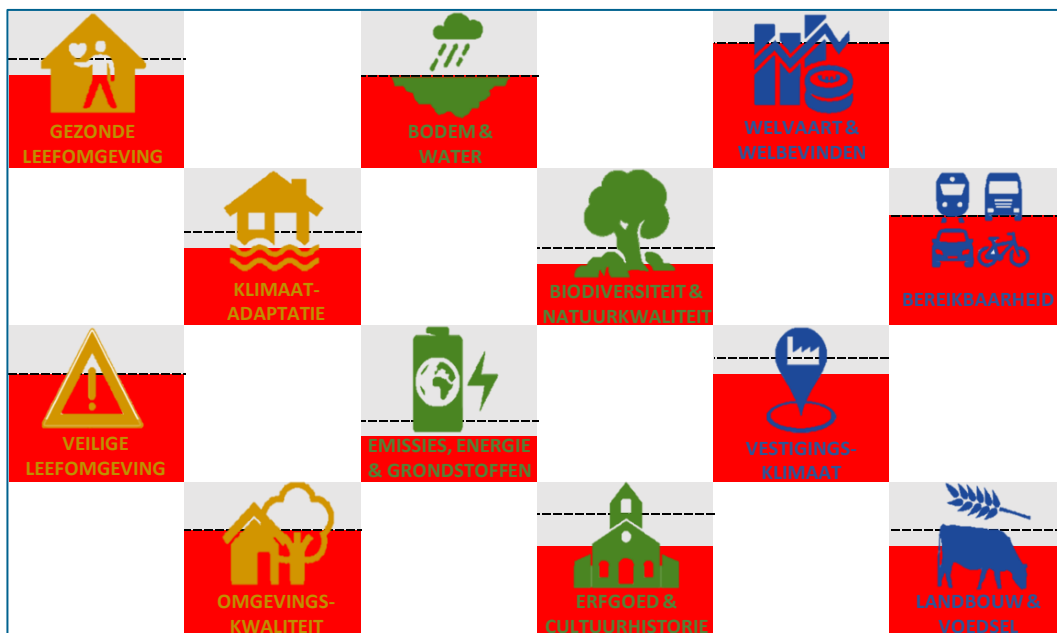 GEZONDE
LEEFOMGEVING
BODEM &
WATER
WELVAART &
WELBEVINDEN
KLIMAAT-
ADAPTATIE
BIODIVERSITEIT &
NATUURKWALITEIT
BEREIKBAARHEID
VEILIGE
LEEFOMGEVING
EMISSIES, ENERGIE
& GRONDSTOFFEN
VESTIGINGS-
KLIMAAT
OMGEVINGS-
KWALITEIT
ERFGOED &
CULTUURHISTORIE
LANDBOUW &
VOEDSEL